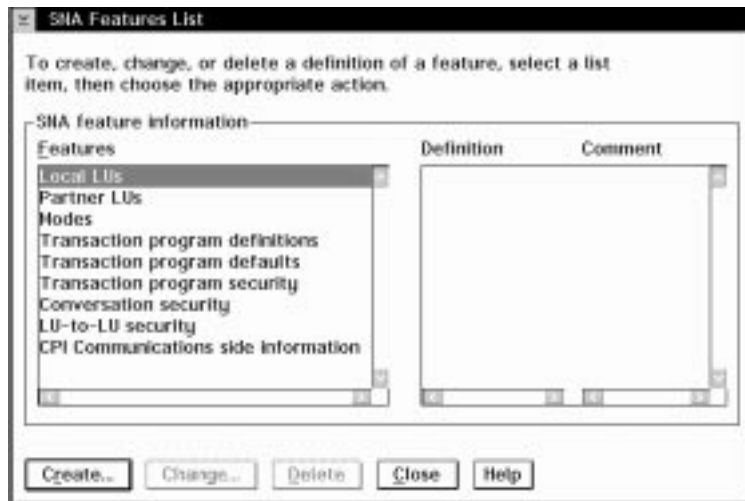 SNA Features List
To create, change, or delete a definition of a feature, select a list
item, then choose the appropriate action.
SNA feature information
Features
Definition
Comment
Local LUs
Partner LUs
Modes
Transaction program definitions
Transaction program defaults
Transaction program security
Conversation security
LU-to-LU security
CPI Communications side information
Create...
Change...
Delete
Close
Help